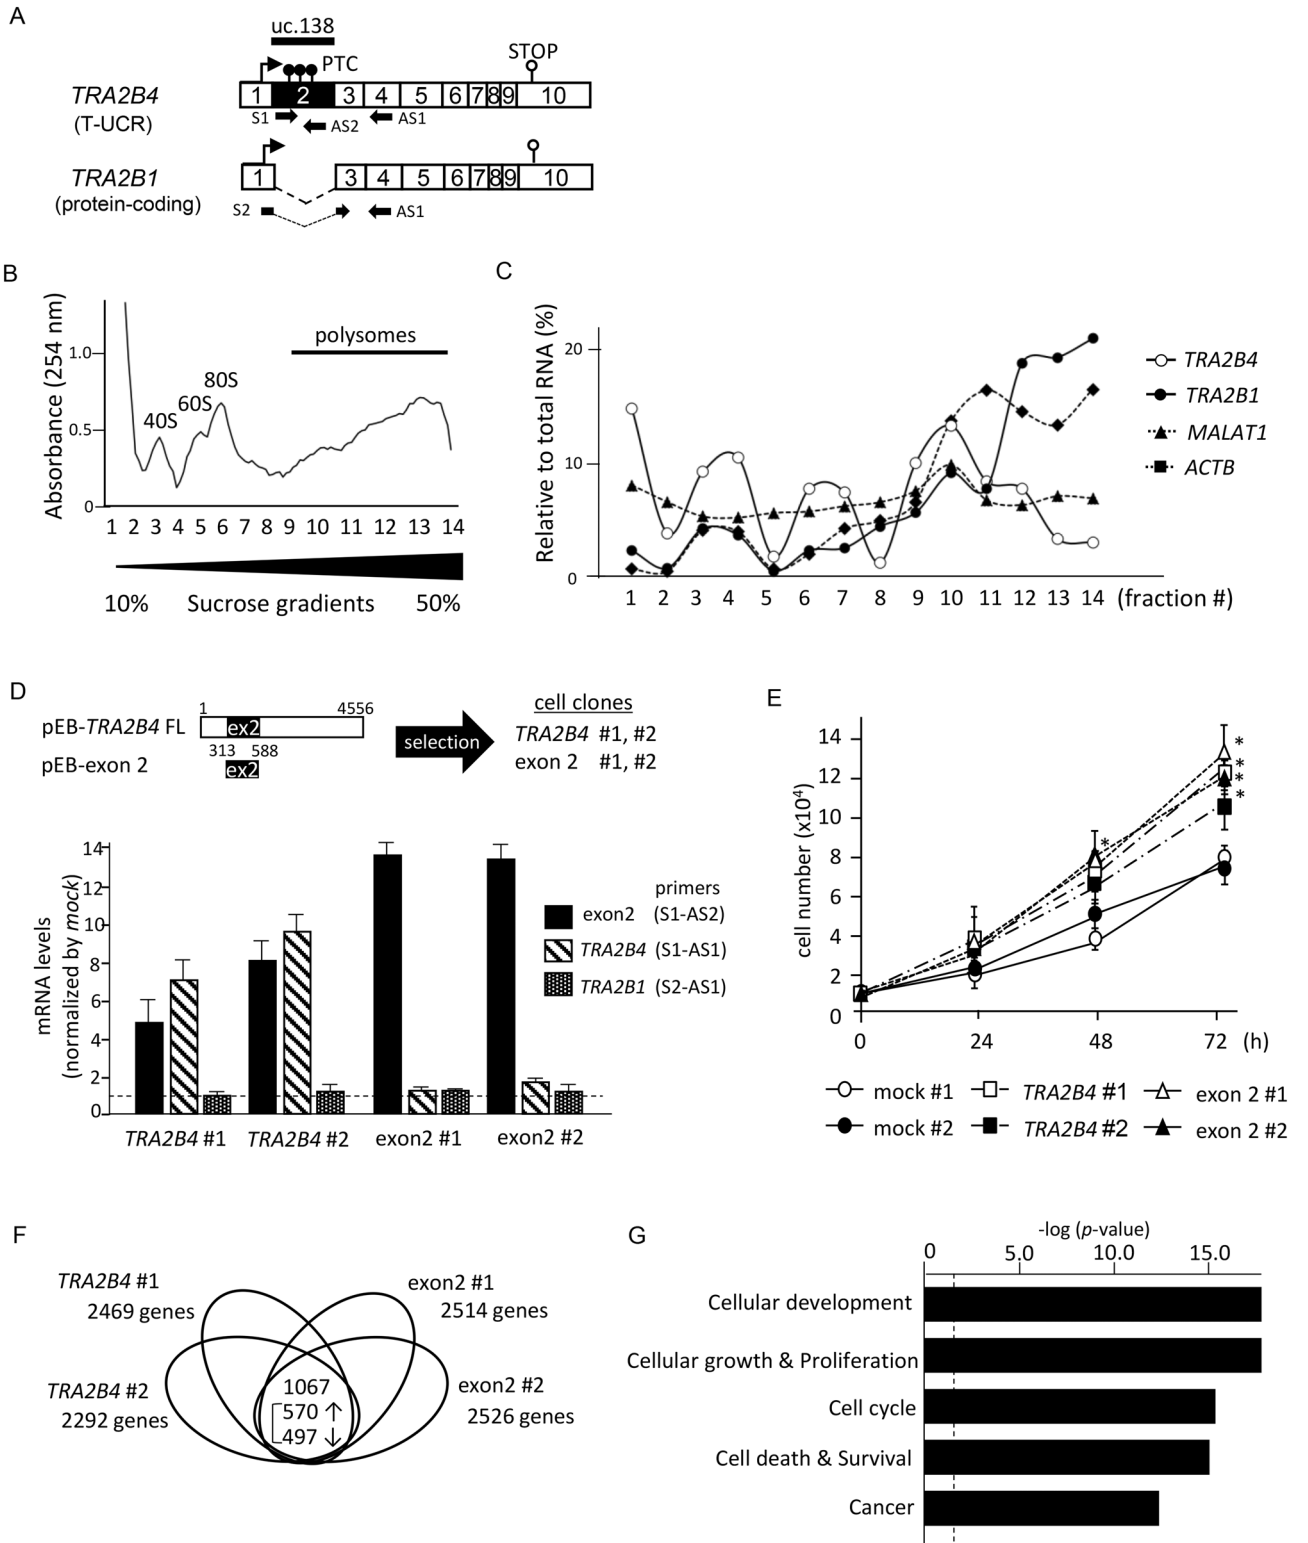 A
uc.138
PTC
STOP
TRA2B4
(T-UCR)
1 2 3 4 5 6 7 8 9 10
S1
AS2
AS1
TRA2B1
(protein-coding)
1 3 4 5 6 7 8 9 10
S2
AS1
B
Absorbance (254 nm)
1.0
0.5
0
40S
60S
80S
polysomes
1 2 3 4 5 6 7 8 9 10 11 12 13 14
10% Sucrose gradients 50%
C
Relative to total RNA (%)
20
10
0
1 2 3 4 5 6 7 8 9 10 11 12 13 14 (fraction #)
TRA2B4
TRA2B1
MALAT1
ACTB
D
1 4556
pEB-TRA2B4 FL
ex2
313 588
pEB-exon 2
ex2
selection
cell clones
TRA2B4 #1, #2
exon 2 #1, #2
mRNA levels
(normalized by mock)
14
12
10
8
6
4
2
0
primers
exon2 (S1-AS2)
TRA2B4 (S1-AS1)
TRA2B1 (S2-AS1)
TRA2B4 #1 TRA2B4 #2 exon2 #1 exon2 #2
E
cell number (x10⁴)
14
12
10
8
6
4
2
0
*
*
*
*
*
0 24 48 72 (h)
mock #1 TRA2B4 #1 exon 2 #1
mock #2 TRA2B4 #2 exon 2 #2
F
TRA2B4 #1
2469 genes
exon2 #1
2514 genes
TRA2B4 #2
2292 genes
exon2 #2
2526 genes
1067
570 ↑
497 ↓
G
-log (p-value)
0 5.0 10.0 15.0
Cellular development
Cellular growth & Proliferation
Cell cycle
Cell death & Survival
Cancer